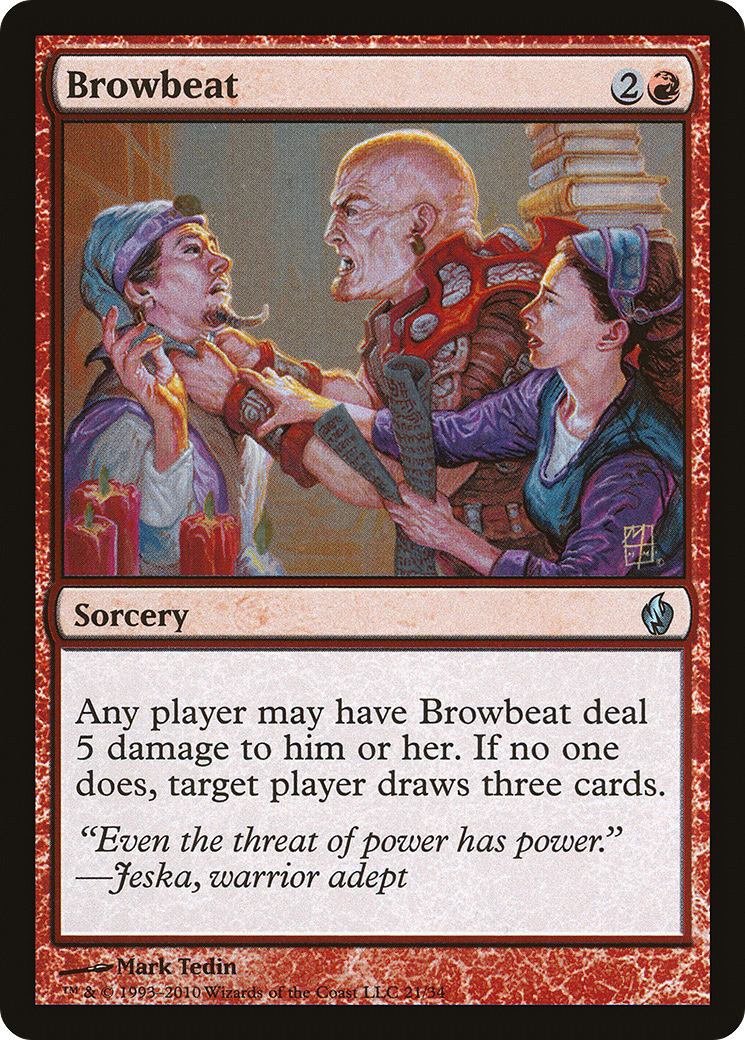 Browbeat 2
Sorcery
Any player may have Browbeat deal
5 damage to him or her. If no one
does, target player draws three cards.
“Even the threat of power has power.”
—Jeska, warrior adept
Mark Tedin
™ & © 1993–2010 Wizards of the Coast LLC 21/34